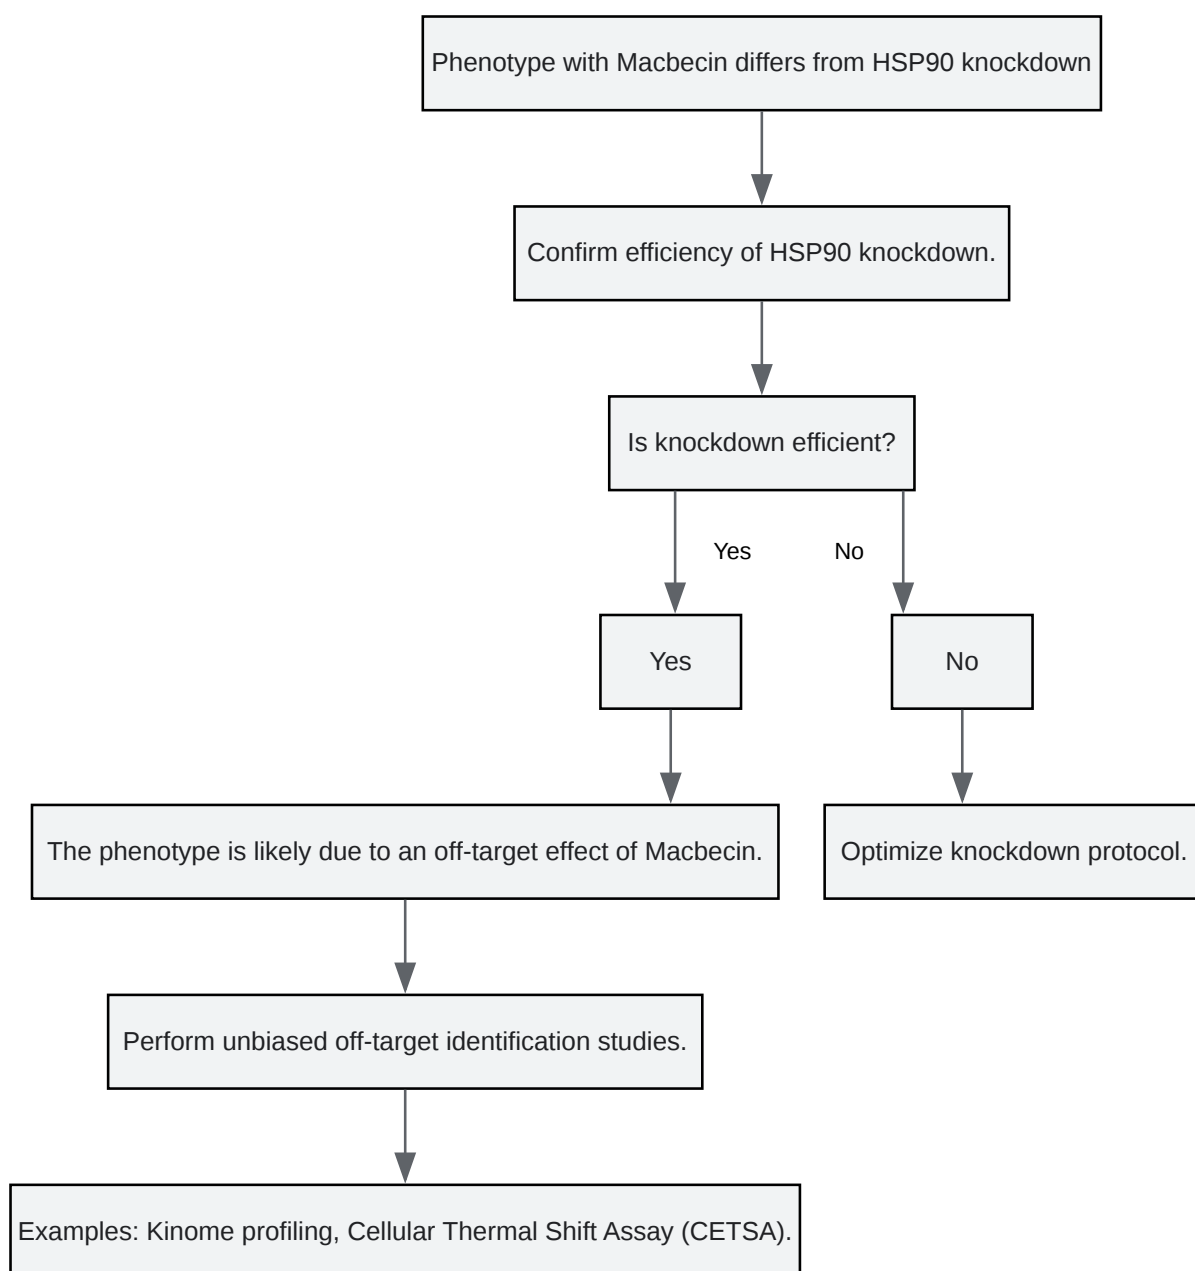 Phenotype with Macbecin differs from HSP90 knockdown
Confirm efficiency of HSP90 knockdown.
Is knockdown efficient?
Yes
No
Yes
No
The phenotype is likely due to an off-target effect of Macbecin.
Optimize knockdown protocol.
Perform unbiased off-target identification studies.
Examples: Kinome profiling, Cellular Thermal Shift Assay (CETSA).